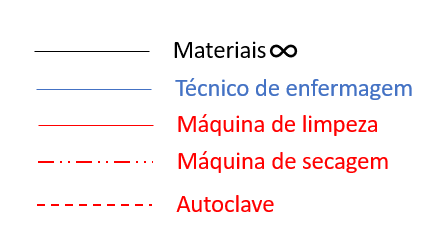 Materiais∞
Técnico de enfermagem
Máquina de limpeza
Máquina de secagem
Autoclave